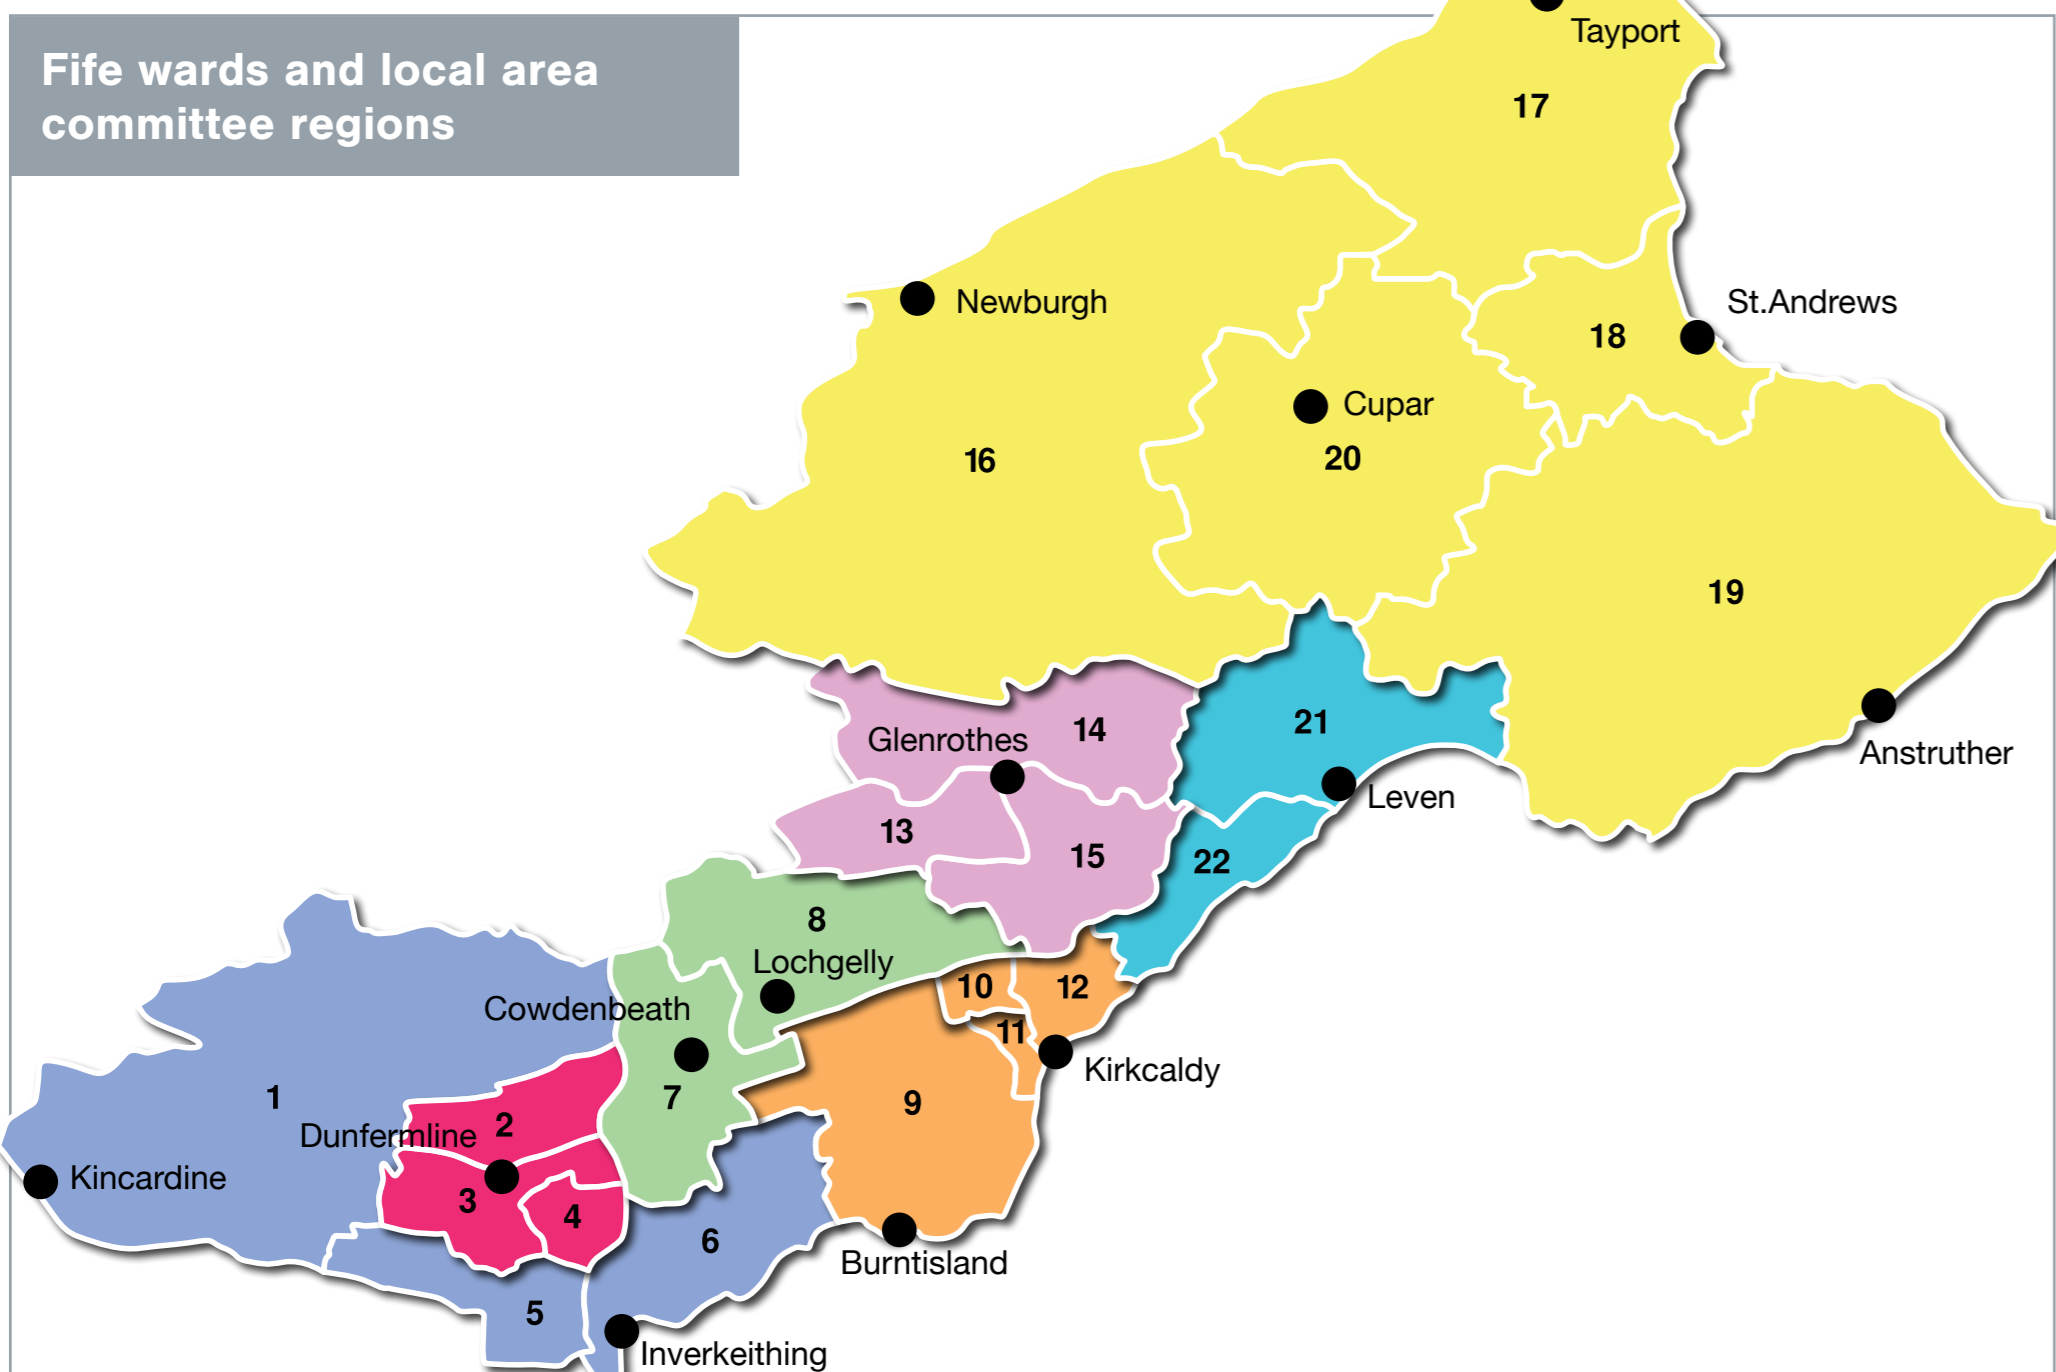 Fife wards and local area
committee regions
Tayport
17
Newburgh
St.Andrews
18
Cupar
16
20
19
21
14
Glenrothes
Anstruther
Leven
13
15
22
8
Lochgelly
10
12
Cowdenbeath
11
Kirkcaldy
1
7
9
2
Dunfermline
Kincardine
3
4
6
Burntisland
5
Inverkeithing